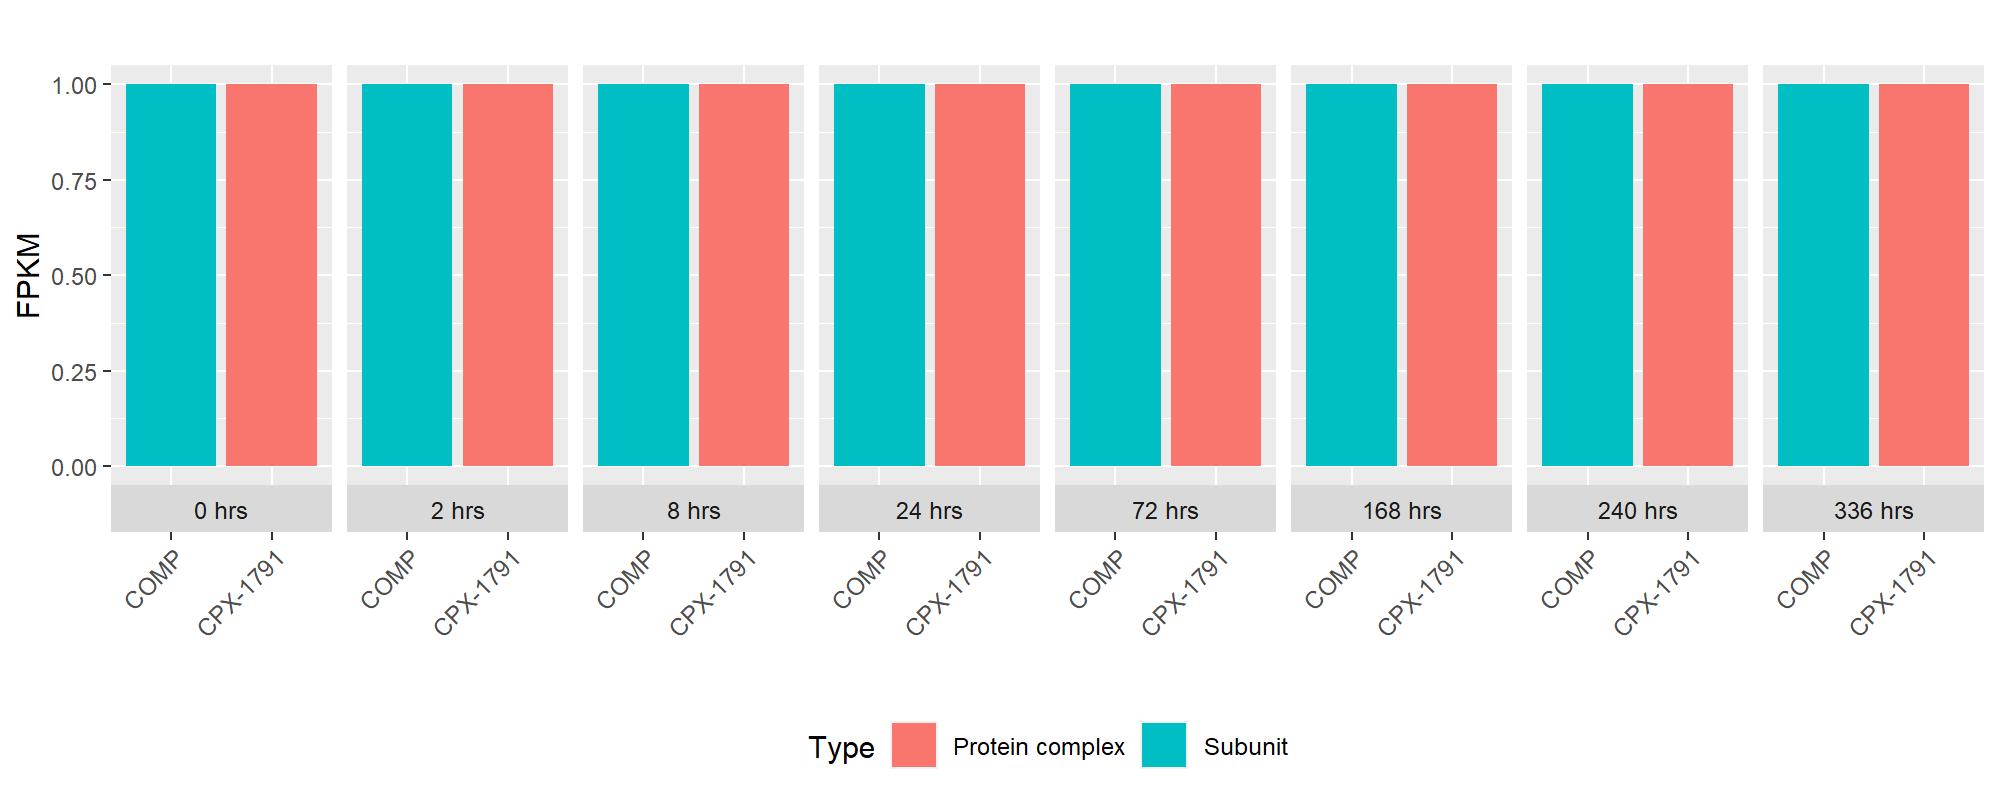 FPKM
1.00
0.75
0.50
0.25
0.00
0 hrs
2 hrs
8 hrs
24 hrs
72 hrs
168 hrs
240 hrs
336 hrs
COMP
CPX-1791
COMP
CPX-1791
COMP
CPX-1791
COMP
CPX-1791
COMP
CPX-1791
COMP
CPX-1791
COMP
CPX-1791
COMP
CPX-1791
Type Protein complex Subunit